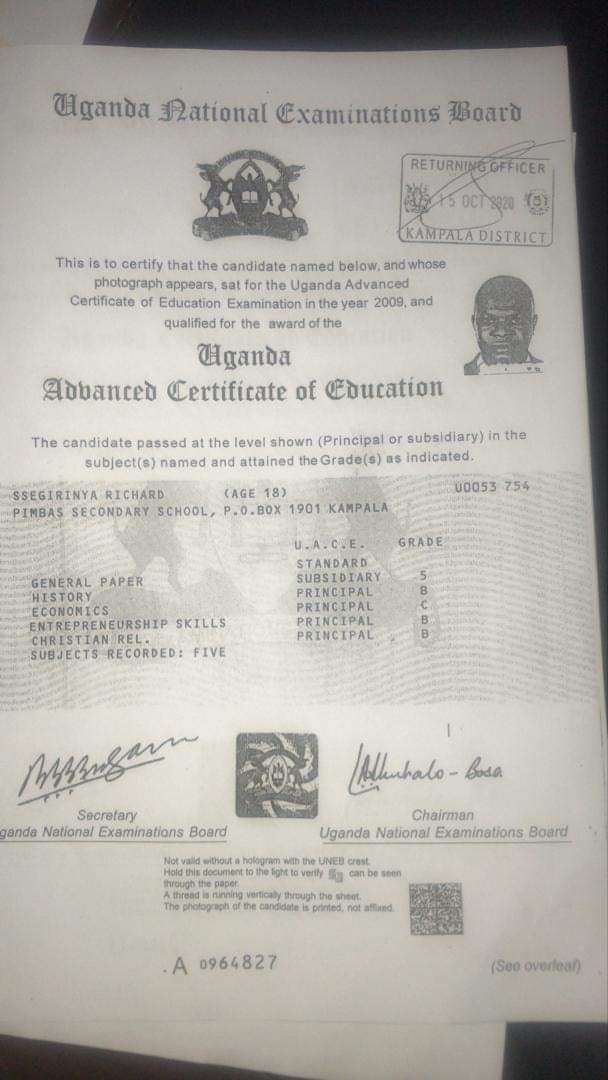 Uganda National Examinations Board
RETURNING OFFICER
15 OCT 2020
KAMPALA DISTRICT
This is to certify that the candidate named below, and whose
photograph appears, sat for the Uganda Advanced
Certificate of Education Examination in the year 2009, and
qualified for the award of the
Uganda
Advanced Certificate of Education
The candidate passed at the level shown (Principal or subsidiary) in the
subject(s) named and attained the Grade(s) as indicated.
SSEGIRINYA RICHARD (AGE 18) U0053 754
PIMBAS SECONDARY SCHOOL, P.O.BOX 1901 KAMPALA
U.A.C.E. GRADE
STANDARD
GENERAL PAPER SUBSIDIARY 5
HISTORY PRINCIPAL B
ECONOMICS PRINCIPAL C
ENTREPRENEURSHIP SKILLS PRINCIPAL B
CHRISTIAN REL. PRINCIPAL B
SUBJECTS RECORDED: FIVE
Secretary
ganda National Examinations Board
Chairman
Uganda National Examinations Board
Not valid without a hologram with the UNEB crest.
Hold this document to the light to verify can be seen
through the paper.
A thread is running vertically through the sheet.
The photograph of the candidate is printed, not affixed.
.A 0964827
(See overleaf)